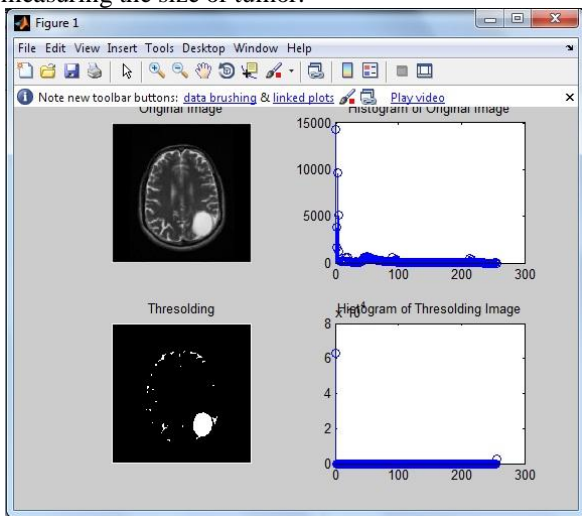 measuring the size of tumor.
Figure 1
File Edit View Insert Tools Desktop Window Help
Note new toolbar buttons: data brushing & linked plots Play video
Original Image
Histogram of Original Image
15000
10000
5000
0
0 100 200 300
Thresolding
x 10⁴
Histogram of Thresolding Image
8
6
4
2
0
0 100 200 300